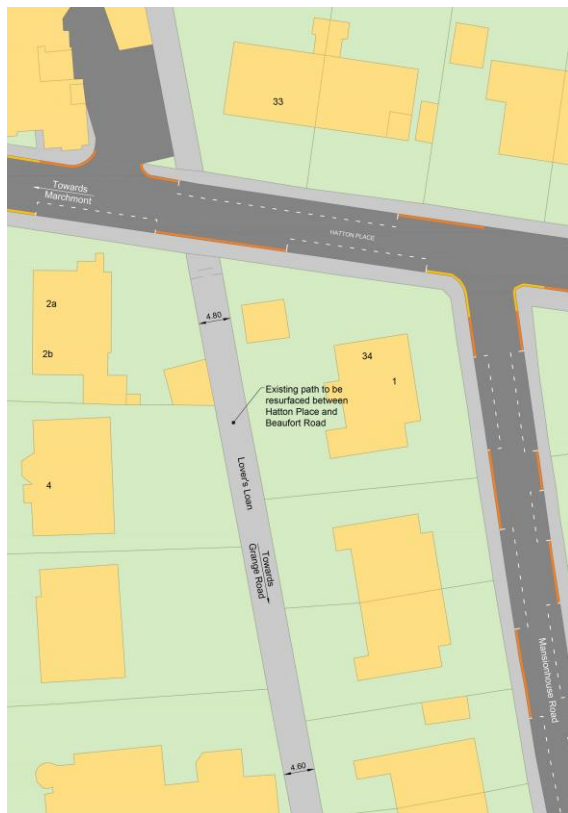 33
Towards
Marchmont
HATTON PLACE
2a
2b
4.80
34
1
Existing path to be
resurfaced between
Hatton Place and
Beaufort Road
4
Lover's Loan
Towards
Grange Road
Mansionhouse Road
4.60